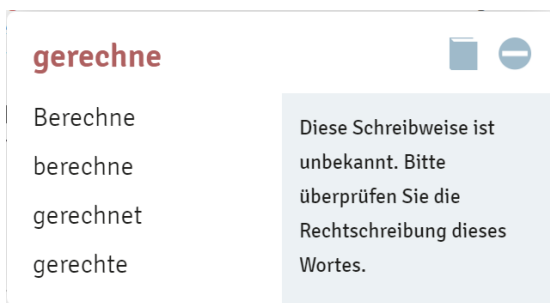 gerechne
Berechne
berechne
gerechnet
gerechte
Diese Schreibweise ist
unbekannt. Bitte
überprüfen Sie die
Rechtschreibung dieses
Wortes.